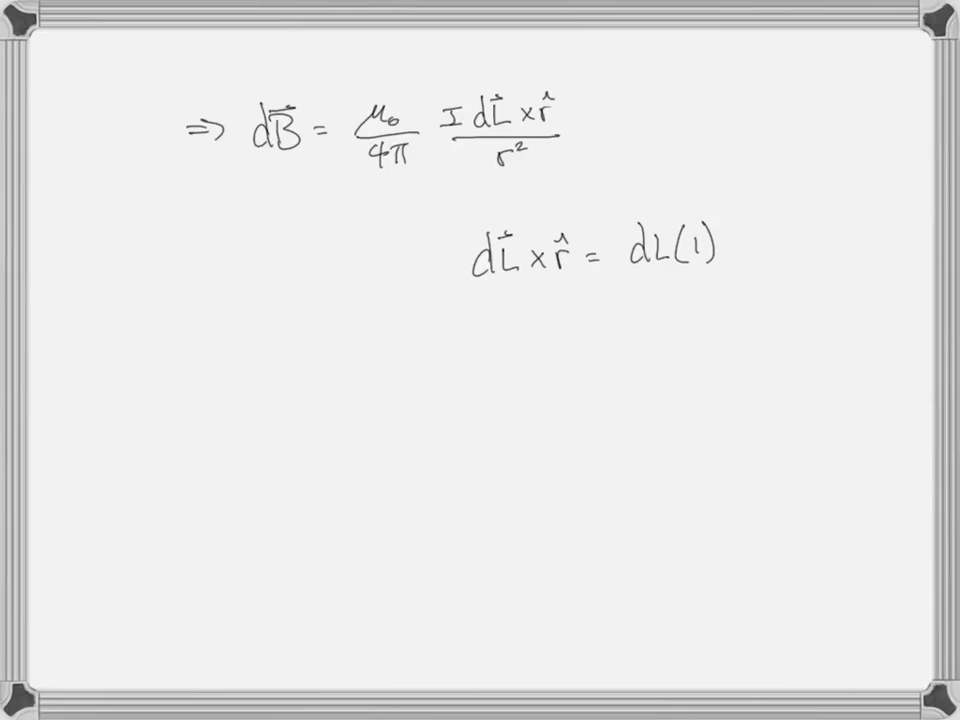 ⇒ dB⃗ = μ₀/4π I dL⃗ × r̂/r²
dL⃗ × r̂ = dL(1)